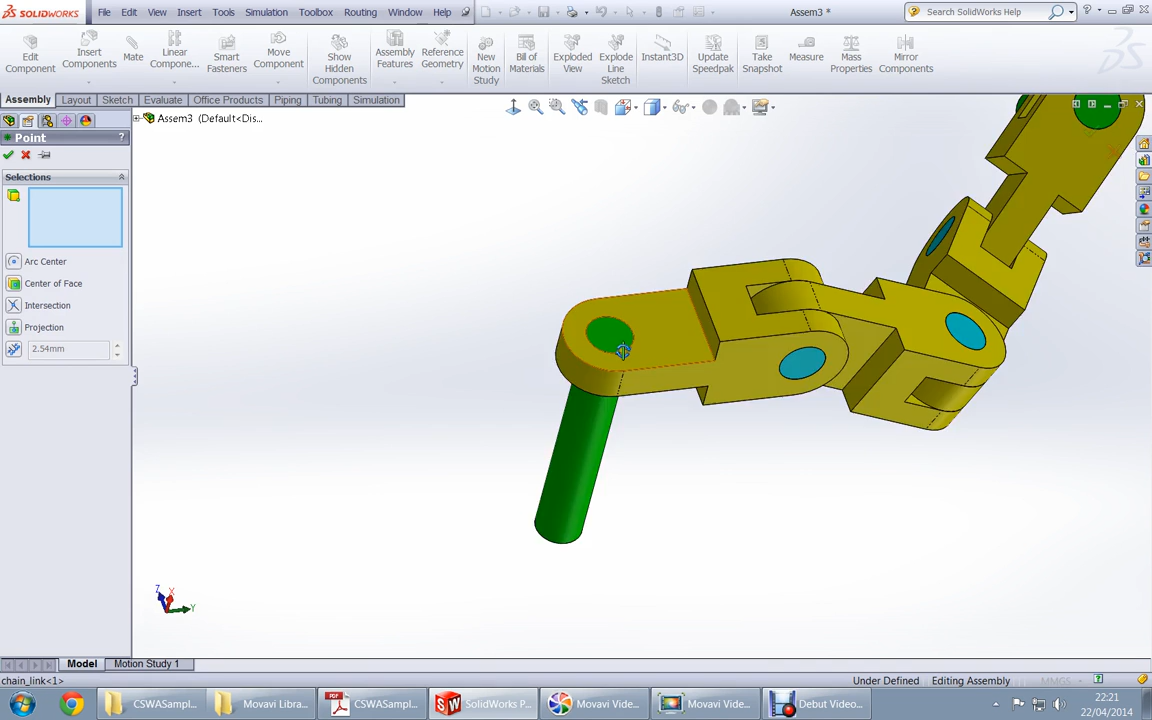 SOLIDWORKS File Edit View Insert Tools Simulation Toolbox Routing Window Help Assem3 * Search SolidWorks Help
Edit Component
Insert Components
Mate
Linear Compone...
Smart Fasteners
Move Component
Show Hidden Components
Assembly Features
Reference Geometry
New Motion Study
Bill of Materials
Exploded View
Explode Line Sketch
Instant3D
Update Speedpak
Take Snapshot
Measure
Mass Properties
Mirror Components
Assembly Layout Sketch Evaluate Office Products Piping Tubing Simulation
Assem3 (Default<Dis...
Point ?
Selections
Arc Center
Center of Face
Intersection
Projection
2.54mm
Z X Y
Model Motion Study 1
chain_link<1> Under Defined Editing Assembly MMGS
CSWASampl... Movavi Libra... CSWASampl... SolidWorks P... Movavi Vide... Movavi Vide... Debut Video... 22:21
22/04/2014